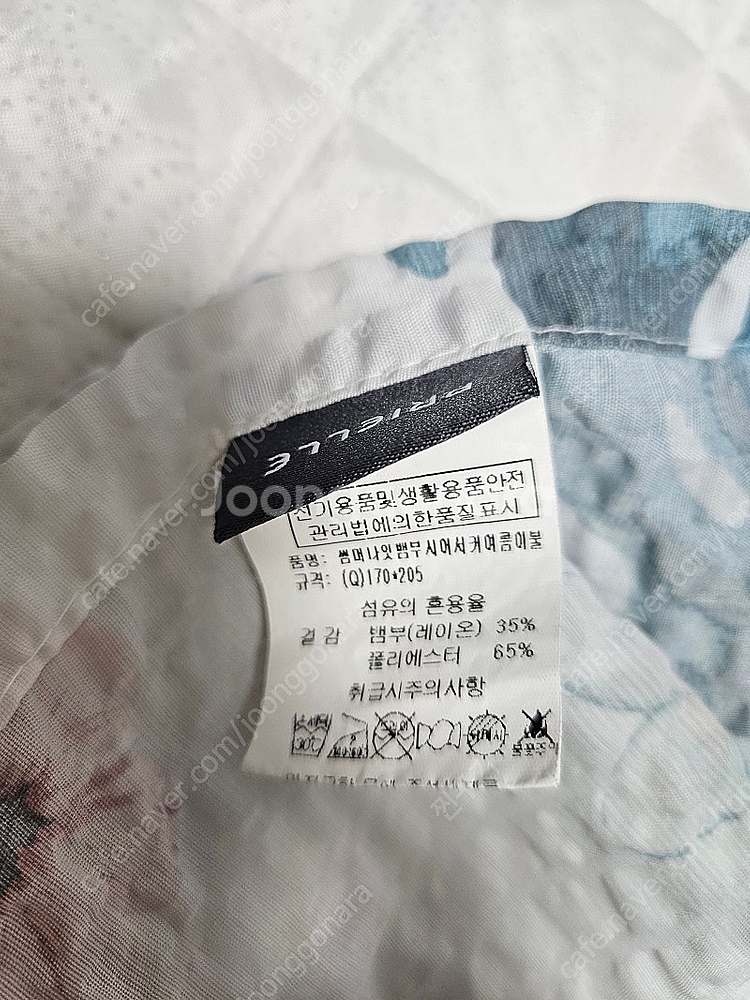 PRIELLE
전기용품및생활용품안전
관리법에의한품질표시
품명: 썸머나잇뱀부시어서커여름이불
규격: (Q)170*205
섬유의 혼용율
겉감 뱀부(레이온) 35%
폴리에스터 65%
취급시주의사항
30℃
Joon
cafe.naver.com/joonggonara